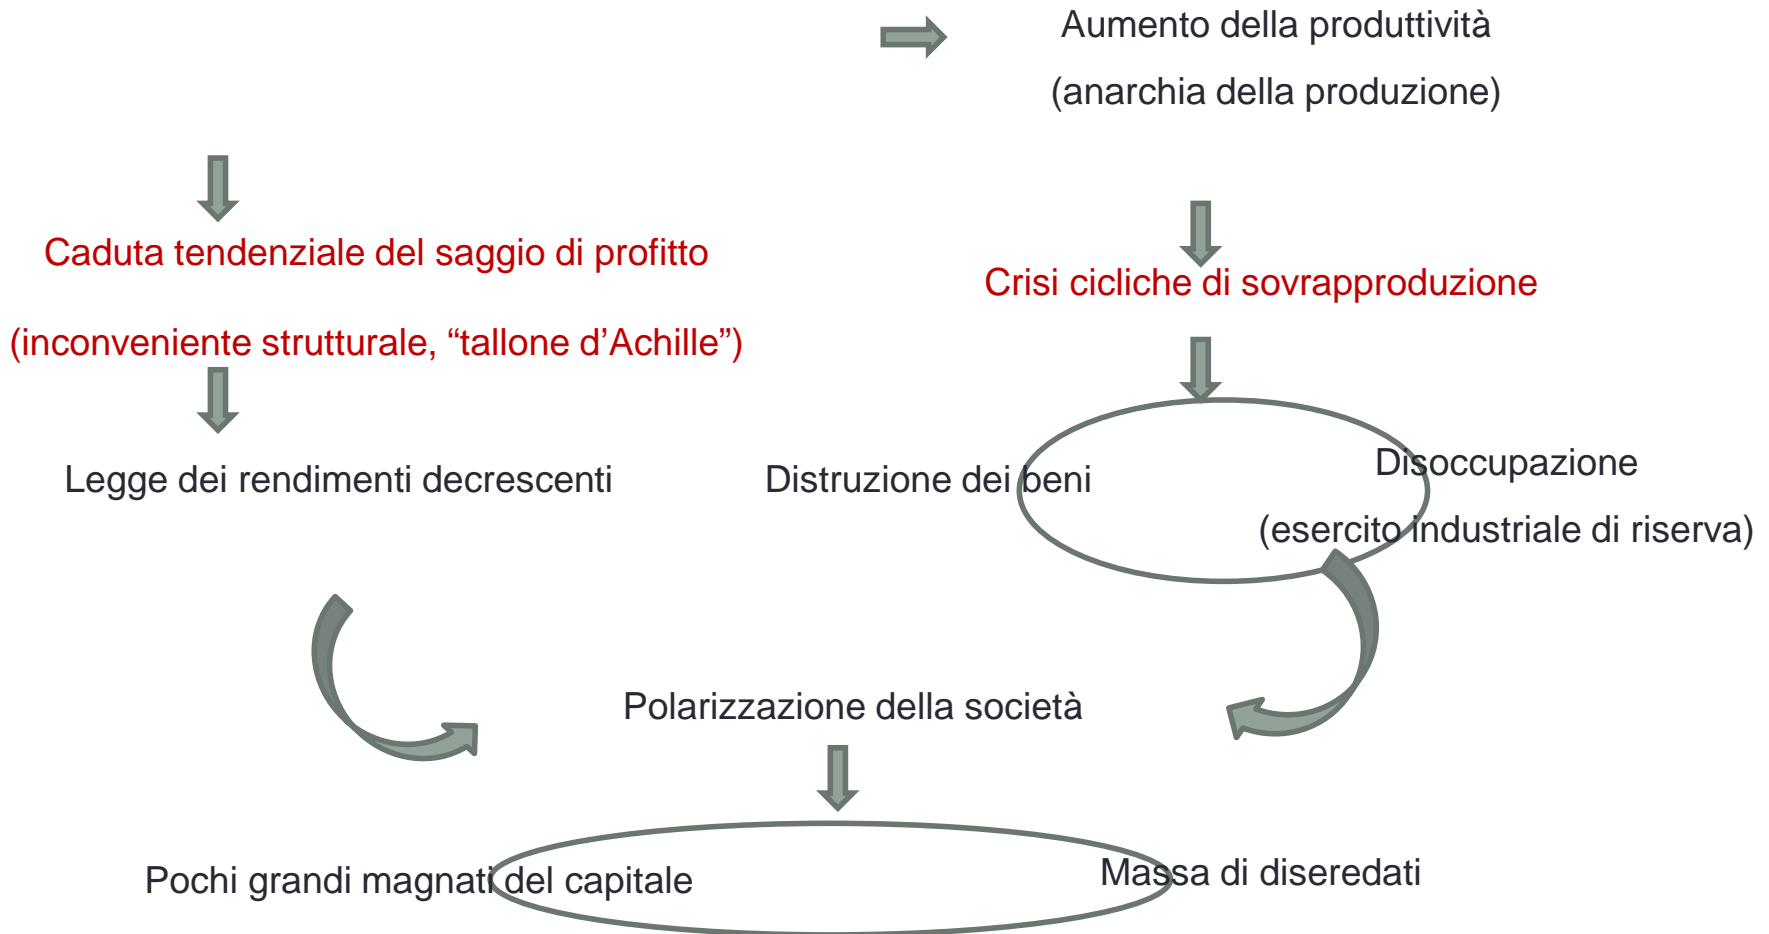 Aumento della produttività
(anarchia della produzione)
Caduta tendenziale del saggio di profitto
(inconveniente strutturale, “tallone d’Achille”)
Crisi cicliche di sovrapproduzione
Legge dei rendimenti decrescenti
Distruzione dei beni
Disoccupazione
(esercito industriale di riserva)
Polarizzazione della società
Pochi grandi magnati del capitale
Massa di diseredati